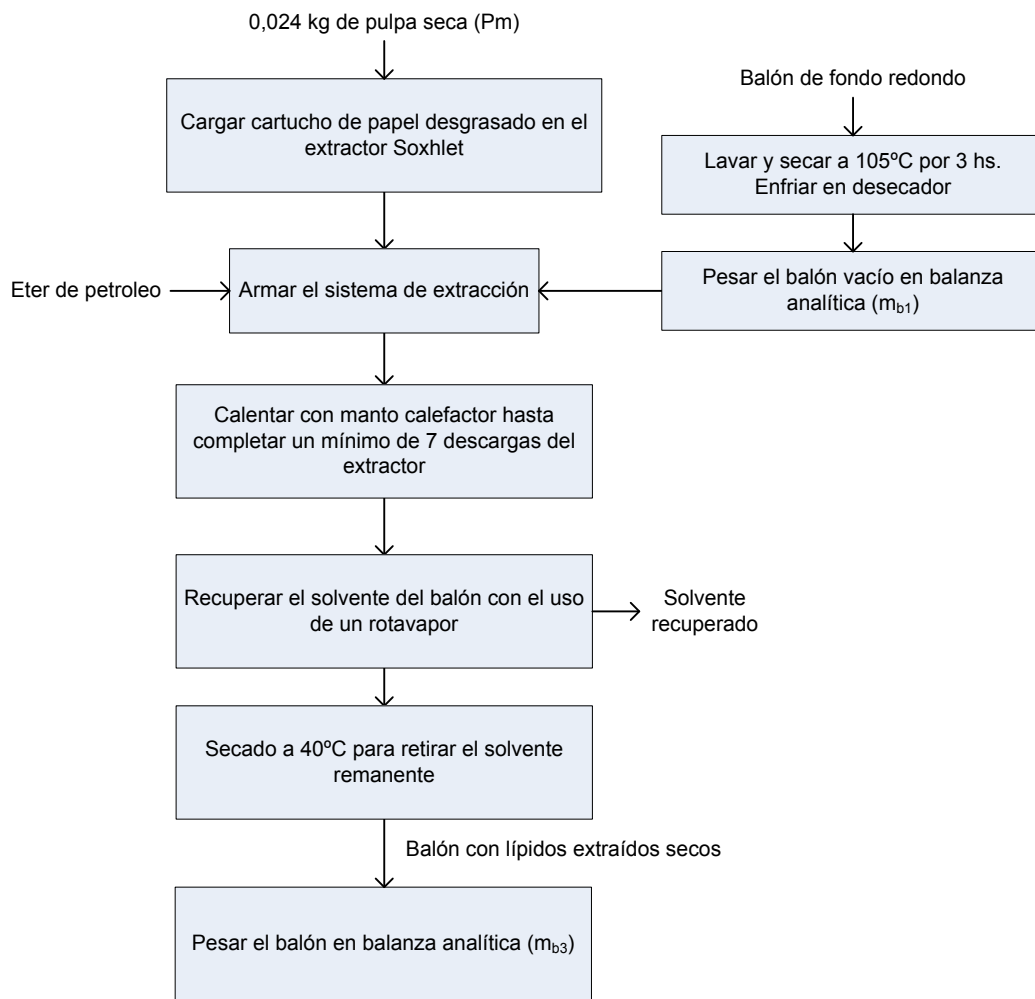 0,024 kg de pulpa seca (Pm)
Cargar cartucho de papel desgrasado en el
extractor Soxhlet
Balón de fondo redondo
Lavar y secar a 105ºC por 3 hs.
Enfriar en desecador
Pesar el balón vacío en balanza
analítica (mb1)
Eter de petroleo
Armar el sistema de extracción
Calentar con manto calefactor hasta
completar un mínimo de 7 descargas del
extractor
Recuperar el solvente del balón con el uso
de un rotavapor
Solvente
recuperado
Secado a 40ºC para retirar el solvente
remanente
Balón con lípidos extraídos secos
Pesar el balón en balanza analítica (mb3)